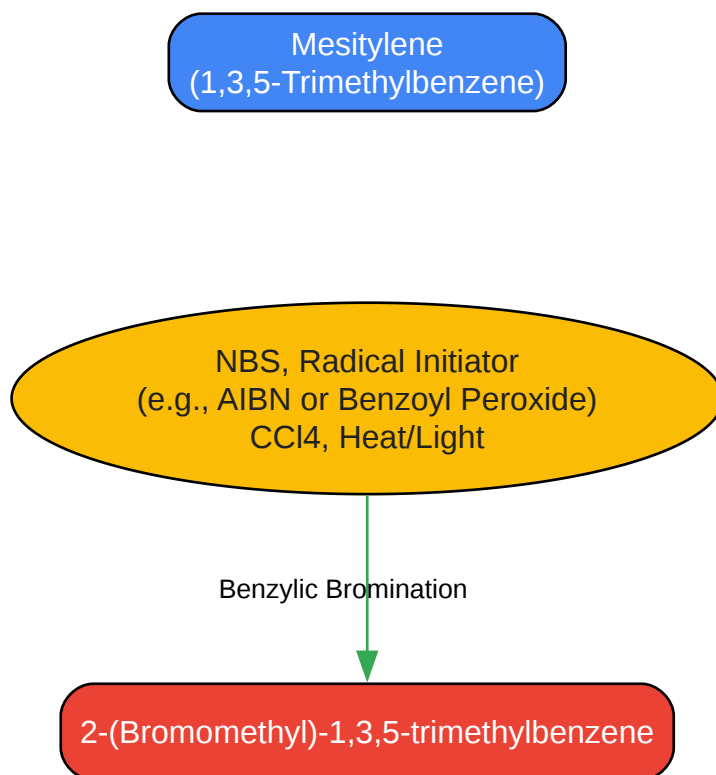 Mesitylene
(1,3,5-Trimethylbenzene)
NBS, Radical Initiator
(e.g., AIBN or Benzoyl Peroxide)
CCl4, Heat/Light
Benzylic Bromination
2-(Bromomethyl)-1,3,5-trimethylbenzene